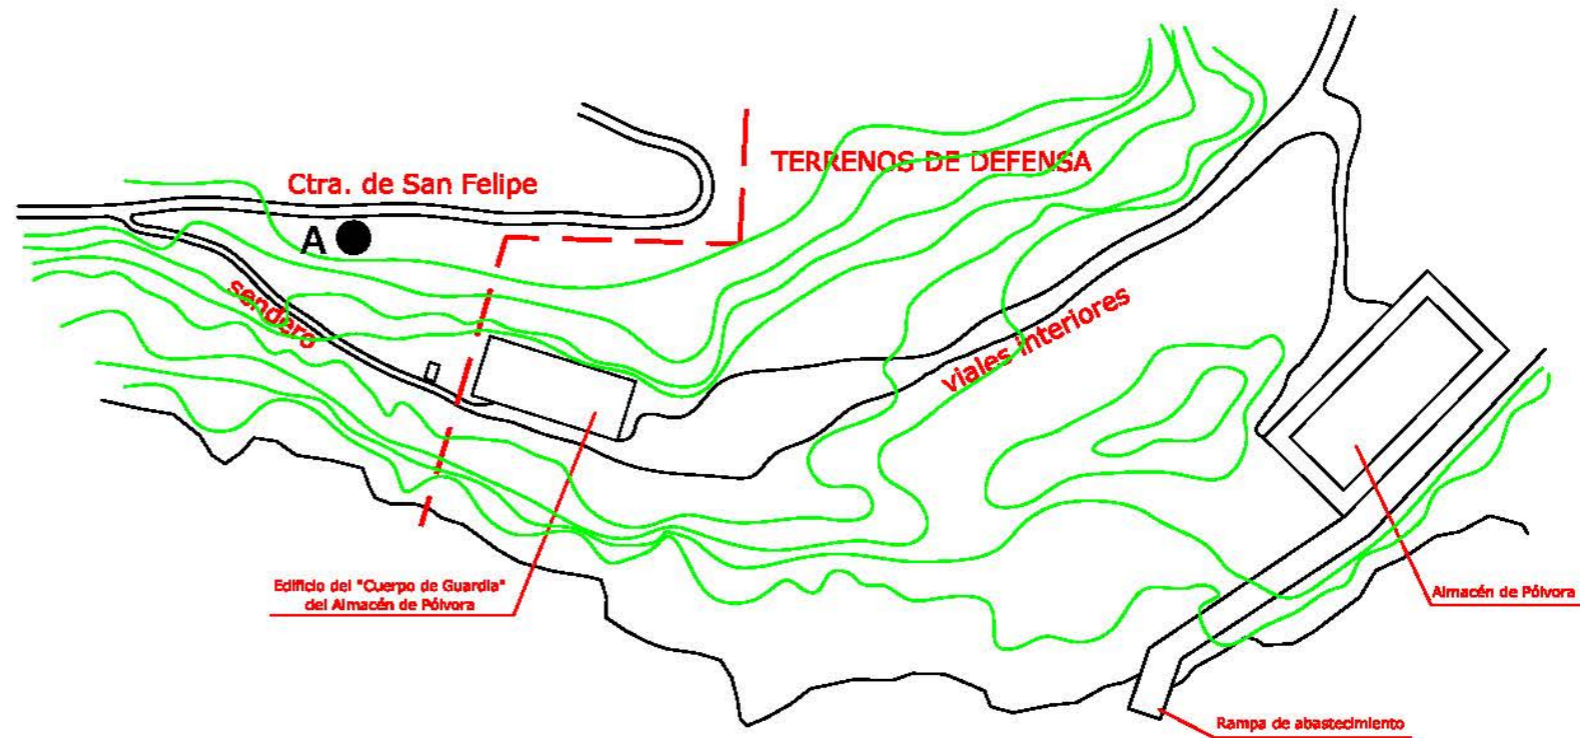 TERRENOS DE DEFENSA
Ctra. de San Felipe
A
sendero
viales interiores
Edificio del "Cuerpo de Guardia"
del Almacén de Pólvora
Almacén de Pólvora
Rampa de abastecimiento